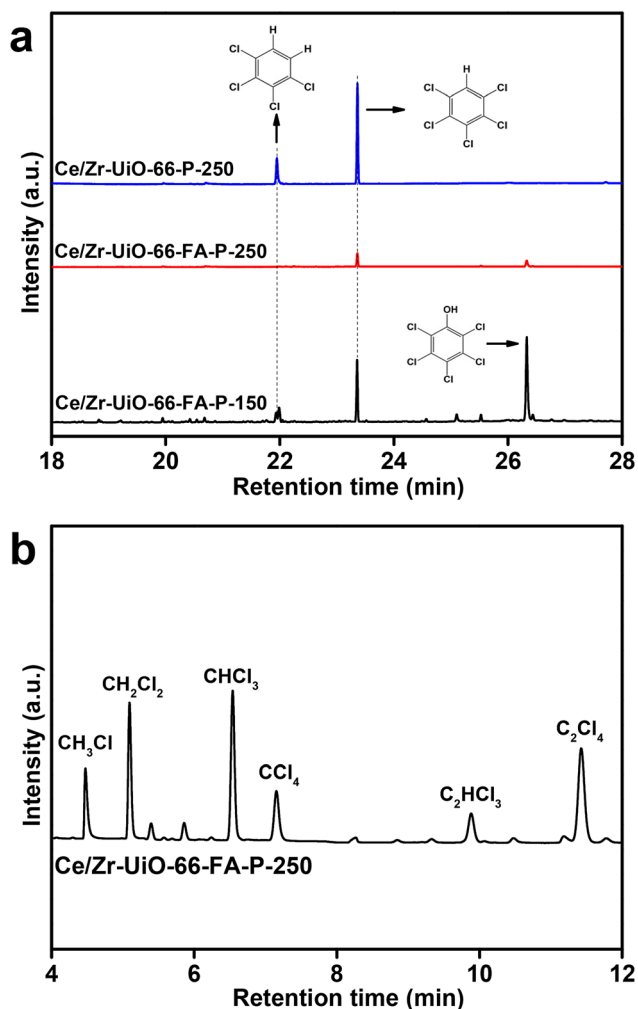 a
H
Cl
H
Cl
Cl
Cl
H
Cl
Cl
Cl
Cl
Cl
Ce/Zr-UiO-66-P-250
Ce/Zr-UiO-66-FA-P-250
OH
Cl
Cl
Cl
Cl
Cl
Ce/Zr-UiO-66-FA-P-150
Intensity (a.u.)
18 20 22 24 26 28
Retention time (min)
b
CH₃Cl
CH₂Cl₂
CHCl₃
CCl₄
C₂HCl₃
C₂Cl₄
Ce/Zr-UiO-66-FA-P-250
Intensity (a.u.)
4 6 8 10 12
Retention time (min)